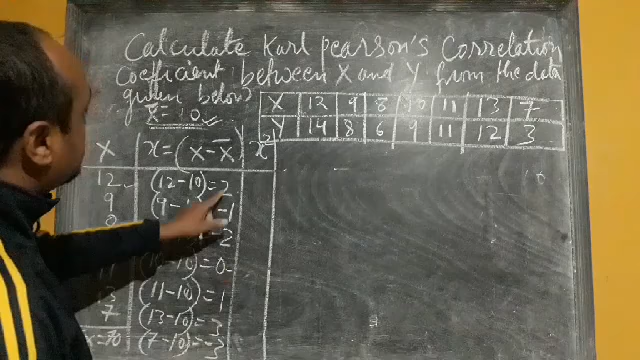 Calculate Karl pearson's Correlation
Coefficient between X and Y from the data
given below
X̄ = 10
X 12 9 8 10 11 13 7
Y 14 8 6 9 11 12 3
X x = (X - X̄) x²
12 (12-10) = 2
9 (9- -1
2
(10-10) = 0
11 (11-10) = 1
13 (13-10) = 3
7 (7-10) = -3
=70
10